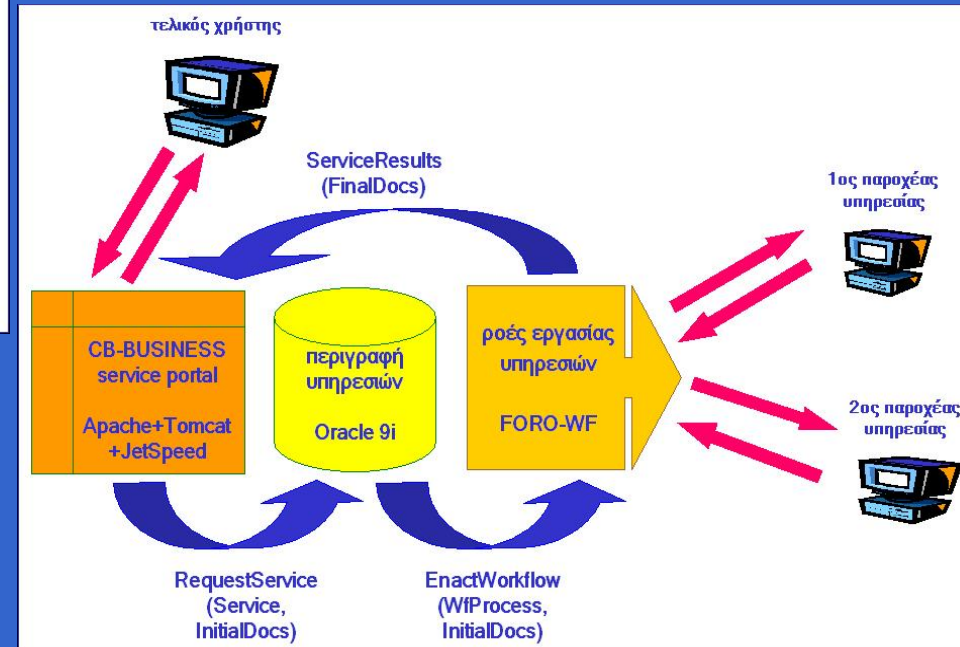 τελικός χρήστης
ServiceResults
(FinalDocs)
1ος παροχέας
υπηρεσίας
CB-BUSINESS
service portal
Apache+Tomcat
+JetSpeed
περιγραφή
υπηρεσιών
Oracle 9i
ροές εργασίας
υπηρεσιών
FORO-WF
2ος παροχέας
υπηρεσίας
RequestService
(Service,
InitialDocs)
EnactWorkflow
(WfProcess,
InitialDocs)